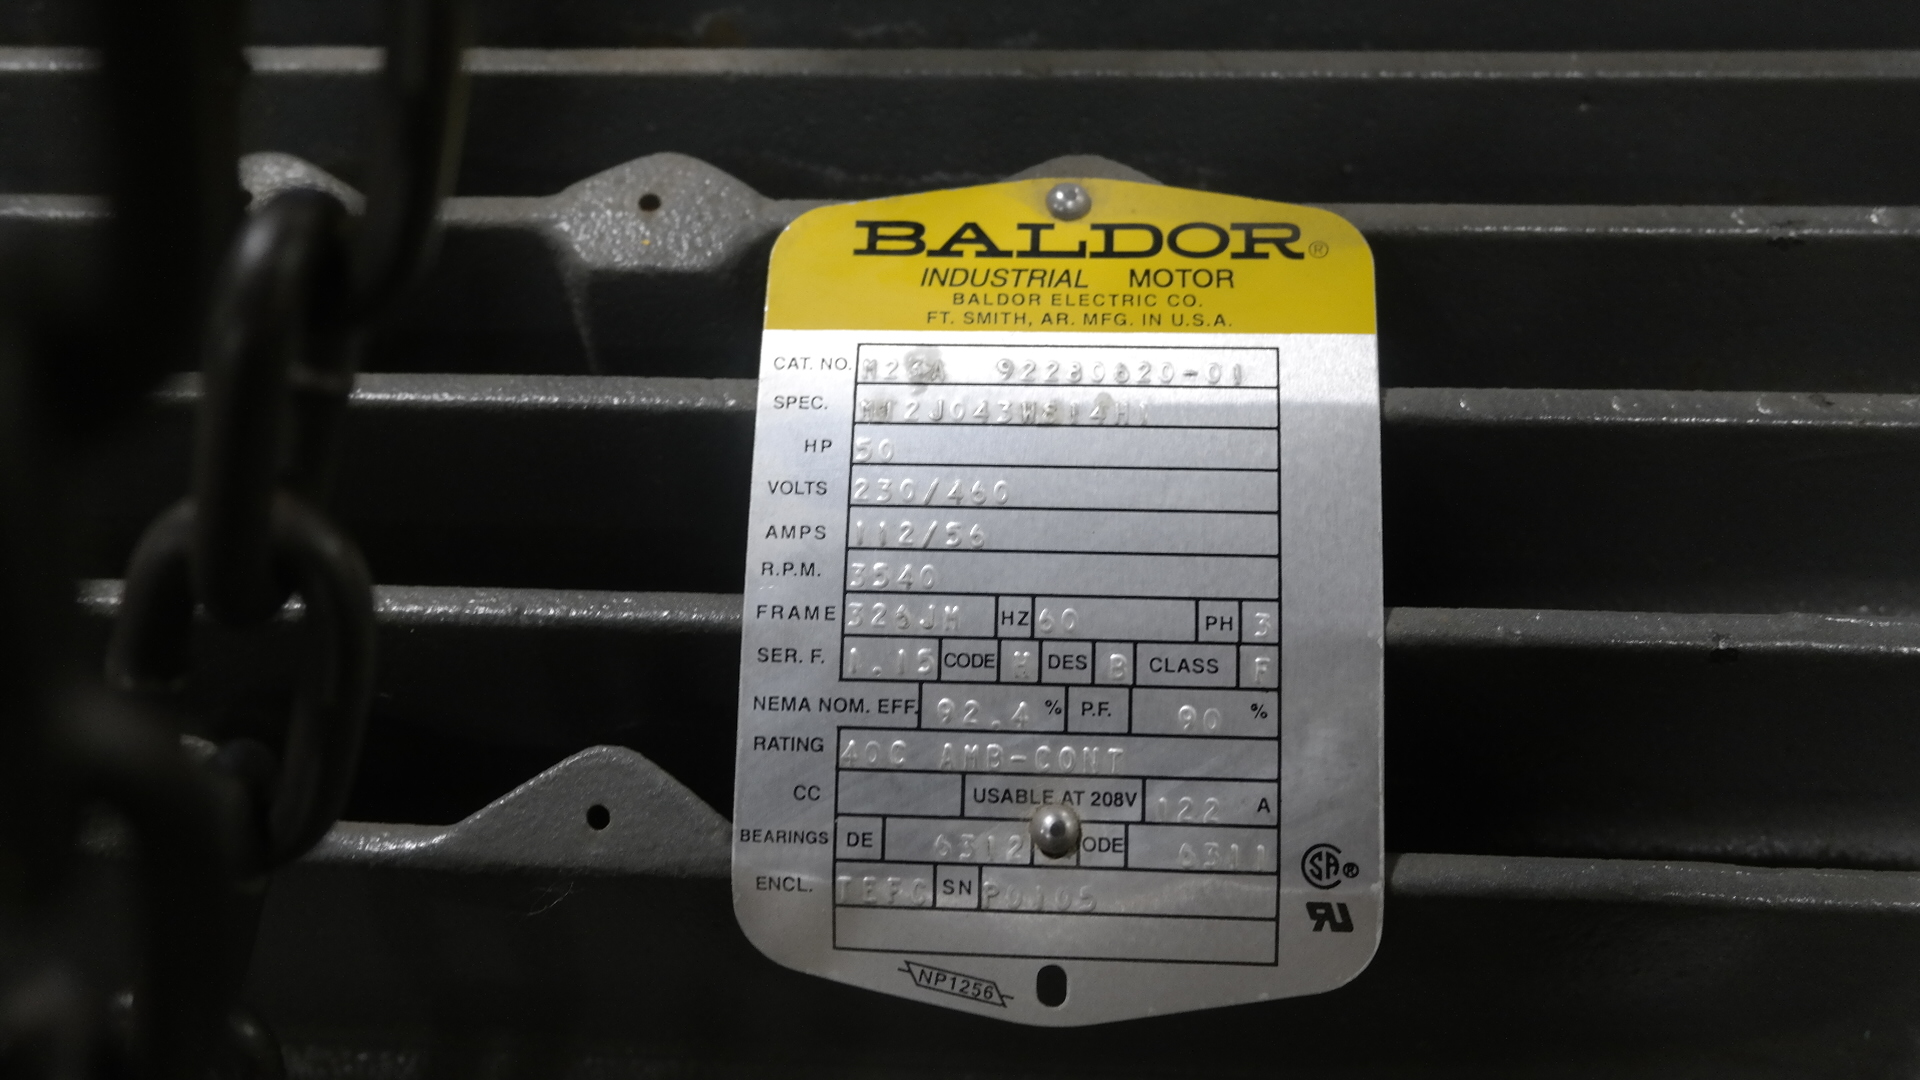 BALDOR®
INDUSTRIAL MOTOR
BALDOR ELECTRIC CO.
FT. SMITH, AR. MFG. IN U.S.A.
CAT. NO. 92280820-01
SPEC.
HP 50
VOLTS 230/460
AMPS 112/56
R.P.M. 3540
FRAME 326JM HZ 60 PH 3
SER. F. 1.15 CODE DES B CLASS F
NEMA NOM. EFF. 92.4 % P.F. 90 %
RATING 40C AMB-CONT
CC USABLE AT 208V 122 A
BEARINGS DE 6312 ODE 6311
ENCL. TEFC SN P0105
NP1256